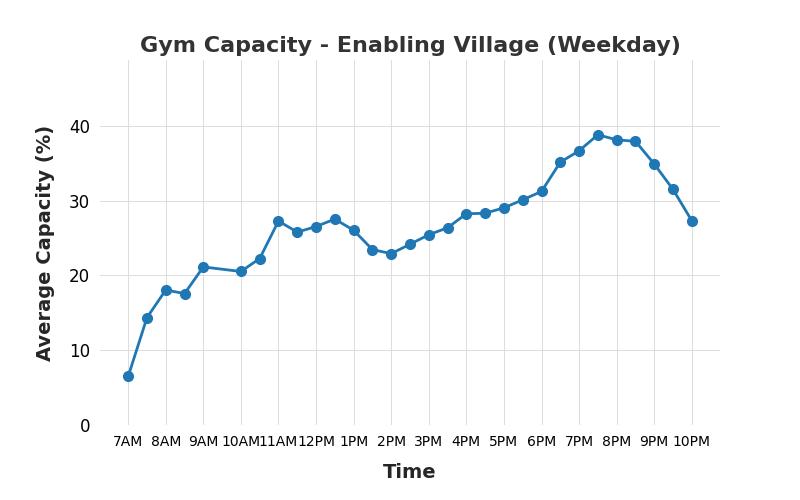 Gym Capacity - Enabling Village (Weekday)
Average Capacity (%)
40
30
20
10
0
7AM 8AM 9AM 10AM 11AM 12PM 1PM 2PM 3PM 4PM 5PM 6PM 7PM 8PM 9PM 10PM
Time